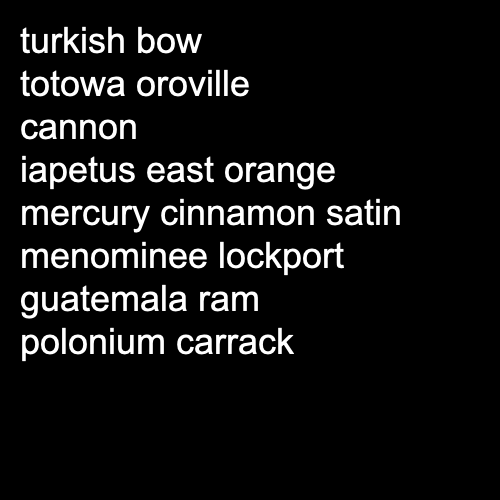 turkish bow
totowa oroville
cannon
iapetus east orange
mercury cinnamon satin
menominee lockport
guatemala ram
polonium carrack